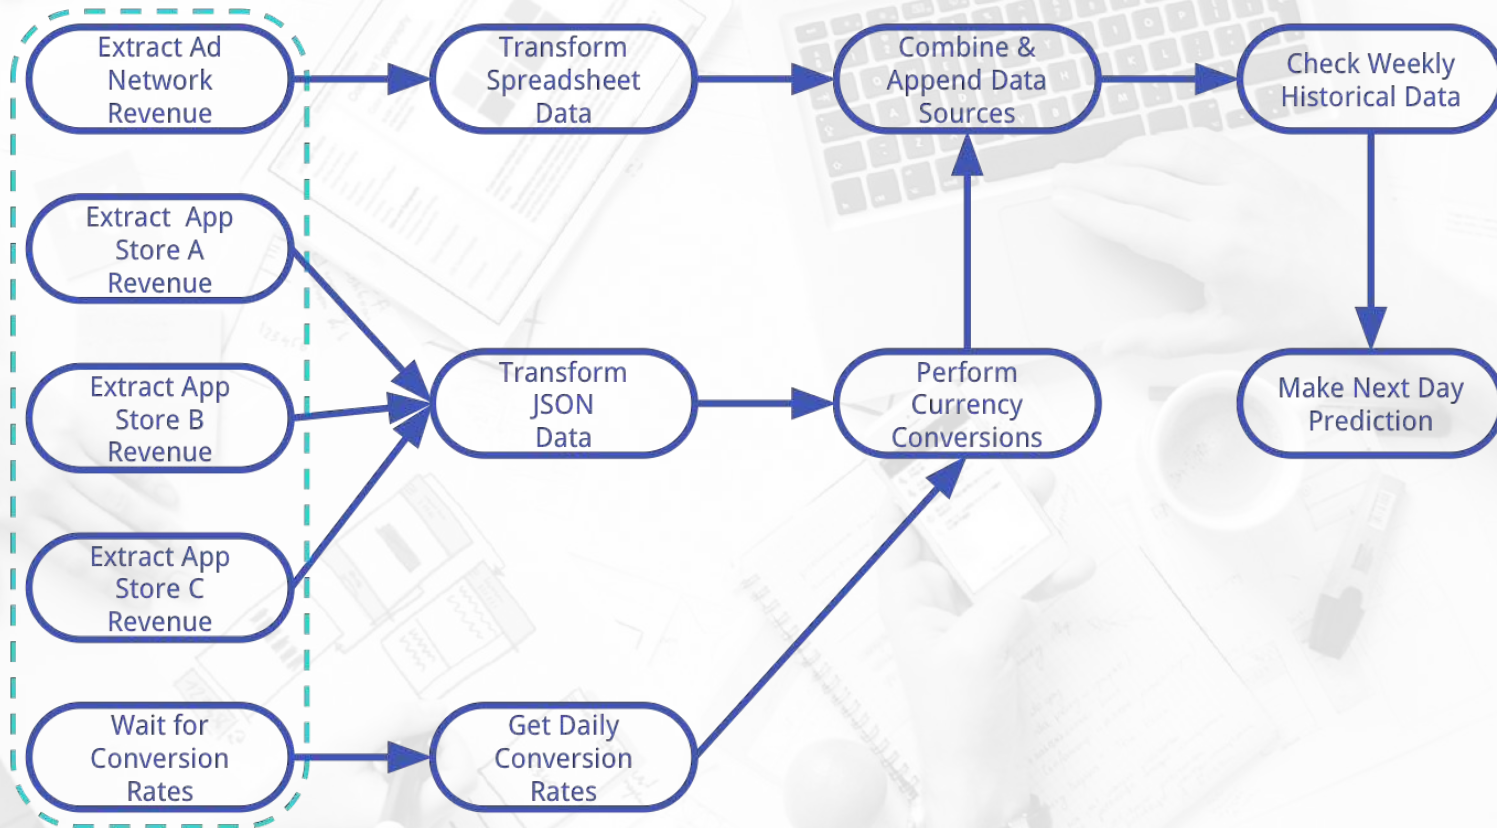 Extract Ad
Network
Revenue
Transform
Spreadsheet
Data
Combine &
Append Data
Sources
Check Weekly
Historical Data
Extract  App
Store A
Revenue
Extract App
Store B
Revenue
Transform
JSON
Data
Perform
Currency
Conversions
Make Next Day
Prediction
Extract App
Store C
Revenue
Wait for
Conversion
Rates
Get Daily
Conversion
Rates